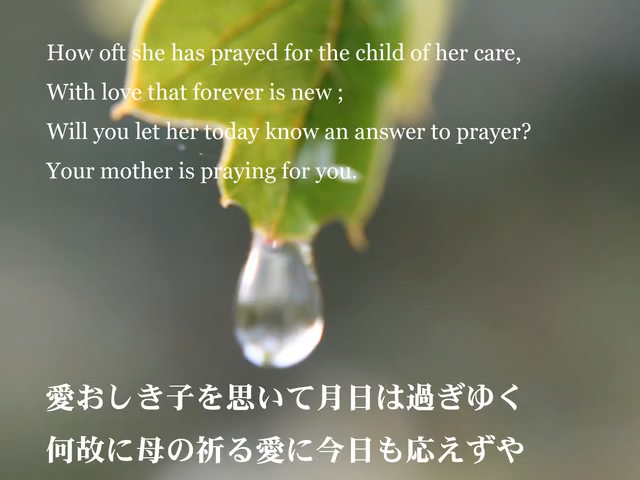 How oft she has prayed for the child of her care,
With love that forever is new ;
Will you let her today know an answer to prayer?
Your mother is praying for you.
愛おしき子を思いて月日は過ぎゆく
何故に母の祈る愛に今日も応えずや